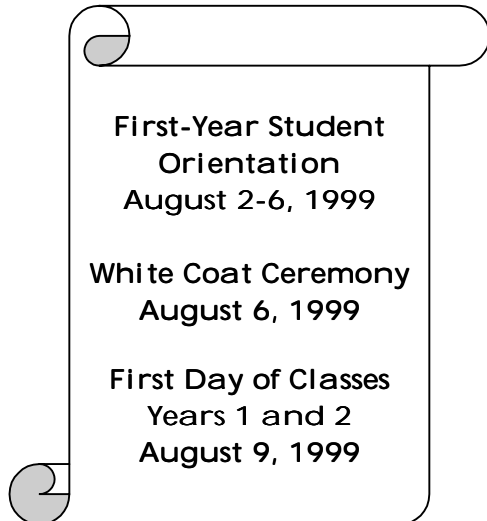 First-Year Student
Orientation
August 2-6, 1999
White Coat Ceremony
August 6, 1999
First Day of Classes
Years 1 and 2
August 9, 1999